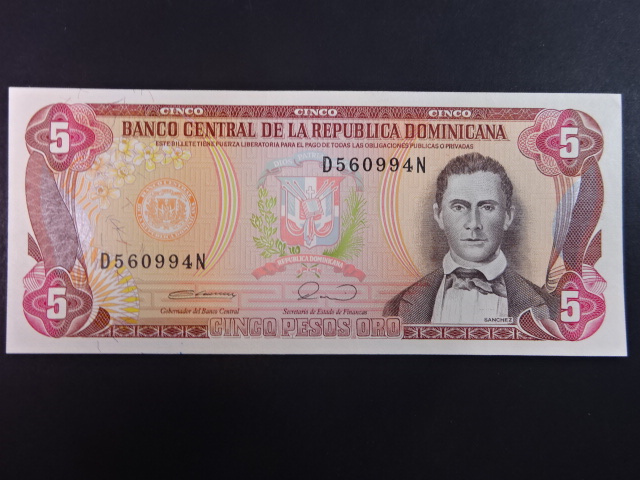 CINCO CINCO CINCO
5 5
BANCO CENTRAL DE LA REPUBLICA DOMINICANA
ESTE BILLETE TIENE FUERZA LIBERATORIA PARA EL PAGO DE TODAS LAS OBLIGACIONES PUBLICAS O PRIVADAS
DIOS PATRIA
D560994N
D560994N
REPUBLICA DOMINICANA
5 5
Gobernador del Banco Central Secretario de Estado de Finanzas
SANCHEZ
CINCO PESOS ORO